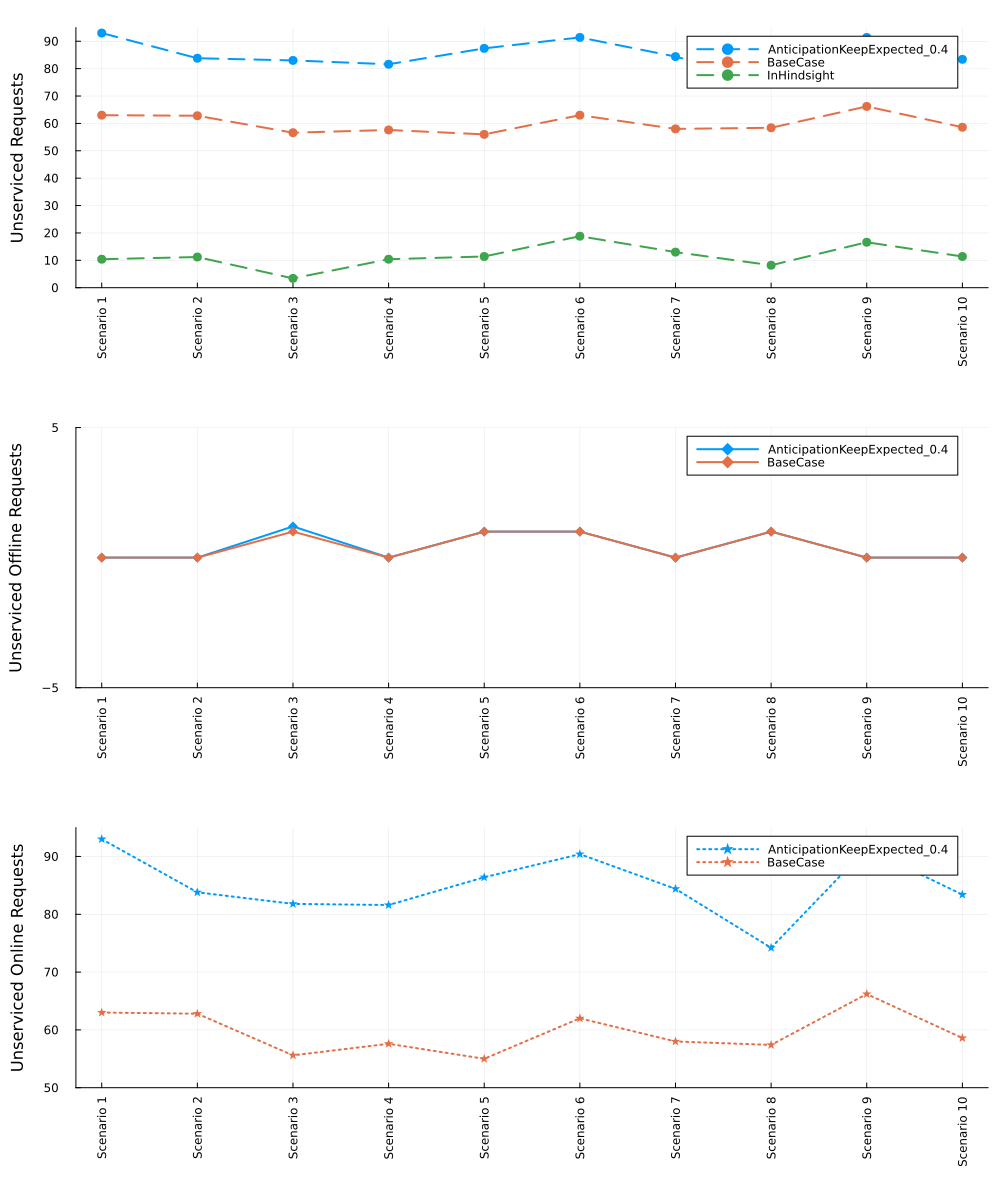 Unserviced Requests
90
80
70
60
50
40
30
20
10
0
AnticipationKeepExpected_0.4
BaseCase
InHindsight
Scenario 1
Scenario 2
Scenario 3
Scenario 4
Scenario 5
Scenario 6
Scenario 7
Scenario 8
Scenario 9
Scenario 10
Unserviced Offline Requests
5
−5
AnticipationKeepExpected_0.4
BaseCase
Scenario 1
Scenario 2
Scenario 3
Scenario 4
Scenario 5
Scenario 6
Scenario 7
Scenario 8
Scenario 9
Scenario 10
Unserviced Online Requests
90
80
70
60
50
AnticipationKeepExpected_0.4
BaseCase
Scenario 1
Scenario 2
Scenario 3
Scenario 4
Scenario 5
Scenario 6
Scenario 7
Scenario 8
Scenario 9
Scenario 10